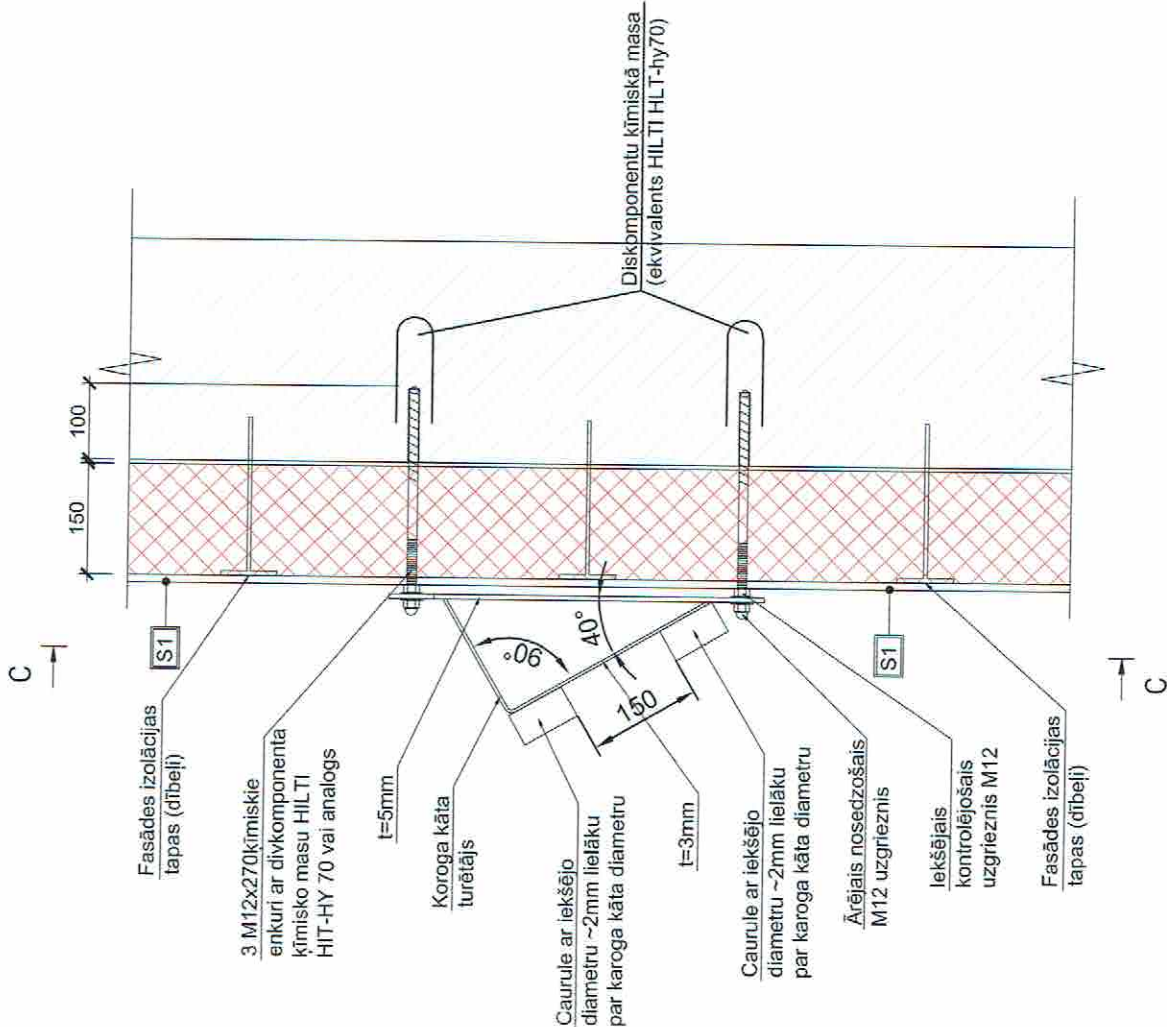 C
S1
100
150
Fasādes izolācijas
tapas (dībeļi)
3 M12x270ķīmiskie
enkuri ar divkomponenta
ķīmisko masu HILTI
HIT-HY 70 vai analogs
t=5mm
Koroga kāta
turētājs
Caurule ar iekšējo
diametru ~2mm lielāku
par karoga kāta diametru
t=3mm
90°
40°
150
Caurule ar iekšējo
diametru ~2mm lielāku
par karoga kāta diametru
Ārējais nosedzošais
M12 uzgrieznis
Iekšējais
kontrolējošais
uzgrieznis M12
Fasādes izolācijas
tapas (dībeļi)
S1
C
Diskomponentu ķīmiskā masa
(ekvivalents HILTI HLT-hy70)